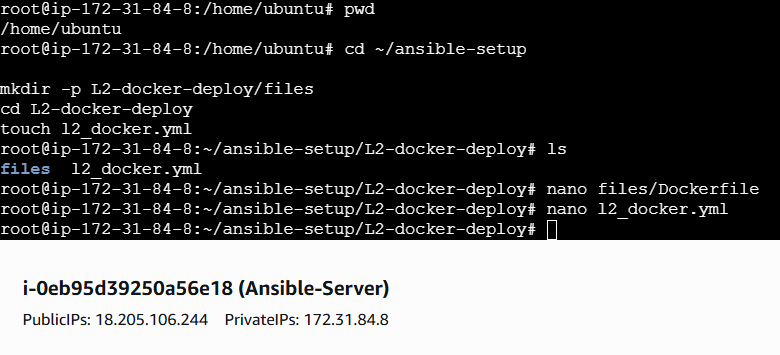 root@ip-172-31-84-8:/home/ubuntu# pwd
/home/ubuntu
root@ip-172-31-84-8:/home/ubuntu# cd ~/ansible-setup
mkdir -p L2-docker-deploy/files
cd L2-docker-deploy
touch l2_docker.yml
root@ip-172-31-84-8:~/ansible-setup/L2-docker-deploy# ls
files  l2_docker.yml
root@ip-172-31-84-8:~/ansible-setup/L2-docker-deploy# nano files/Dockerfile
root@ip-172-31-84-8:~/ansible-setup/L2-docker-deploy# nano l2_docker.yml
root@ip-172-31-84-8:~/ansible-setup/L2-docker-deploy#
i-0eb95d39250a56e18 (Ansible-Server)
PublicIPs: 18.205.106.244  PrivateIPs: 172.31.84.8